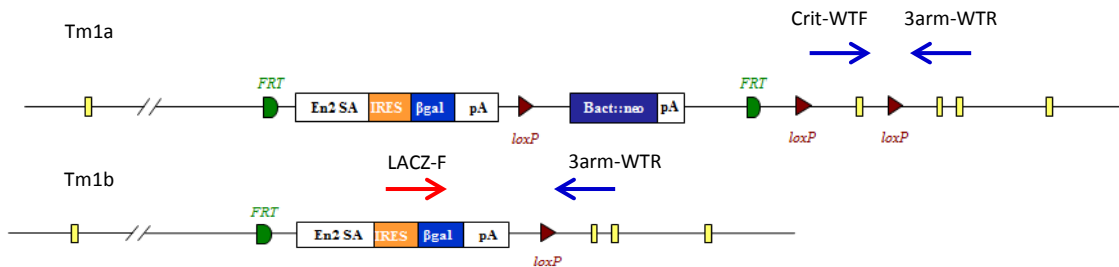 Tm1a
Crit-WTF 3arm-WTR
FRT FRT
En2 SA IRES βgal pA Bact::neo pA
loxP loxP loxP
Tm1b
LACZ-F 3arm-WTR
FRT
En2 SA IRES βgal pA
loxP